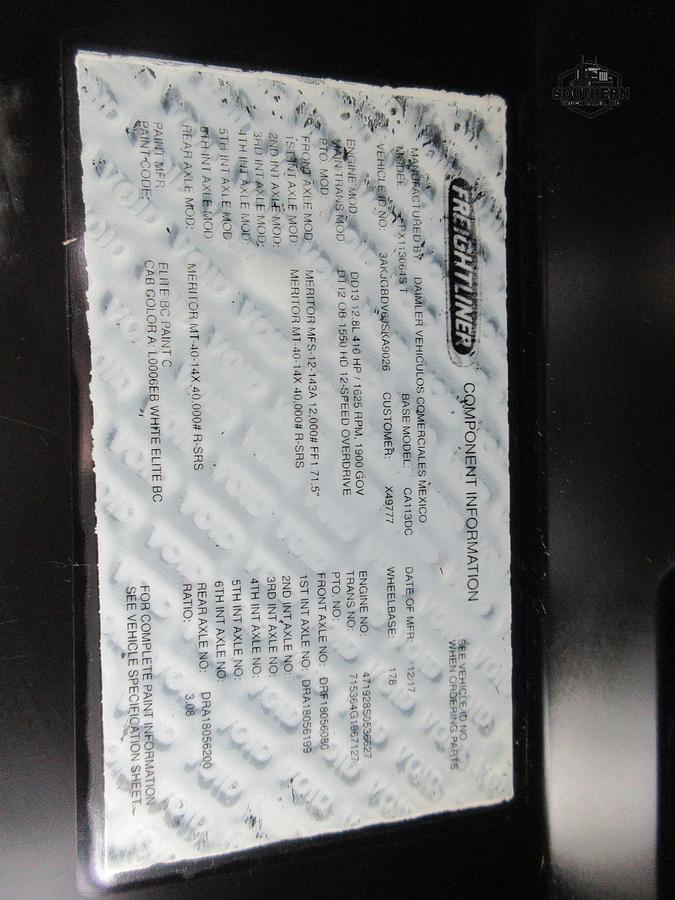 FREIGHTLINER
COMPONENT INFORMATION
SEE VEHICLE ID NO.
WHEN ORDERING PARTS
MANUFACTURED BY: DAIMLER VEHICULOS COMERCIALES MEXICO DATE OF MFR: 12/17
MODEL: PX113064S T BASE MODEL: CA113DC WHEELBASE: 178
VEHICLE ID NO: CUSTOMER: X49777
ENGINE MOD: DD13 12.8L 410 HP / 1625 RPM, 1900 GOV ENGINE NO: 471928S0536627
MAIN TRANS MOD: DT12 OB-1550 HD 12-SPEED OVERDRIVE TRANS NO: 715364G1967127
PTO. MOD: PTO. NO:
FRONT AXLE MOD: MERITOR MFS-12-143A 12,000# FF1 71.5" FRONT AXLE NO: DRF18056080
1ST INT AXLE MOD: MERITOR MT-40-14X 40,000# R-SRS 1ST INT AXLE NO: DRA18056199
2ND INT AXLE MOD: 2ND INT AXLE NO:
3RD INT AXLE MOD: 3RD INT AXLE NO:
4TH INT AXLE MOD: 4TH INT AXLE NO:
5TH INT AXLE MOD: 5TH INT AXLE NO:
6TH INT AXLE MOD: 6TH INT AXLE NO:
REAR AXLE MOD: MERITOR MT-40-14X 40,000# R-SRS REAR AXLE NO: DRA18056200
RATIO: 3.08
PAINT MFR: ELITE BC PAINT C
PAINT CODE: CAB COLOR A: L0006EB WHITE ELITE BC
FOR COMPLETE PAINT INFORMATION
SEE VEHICLE SPECIFICATION SHEET.
SOUTHERN